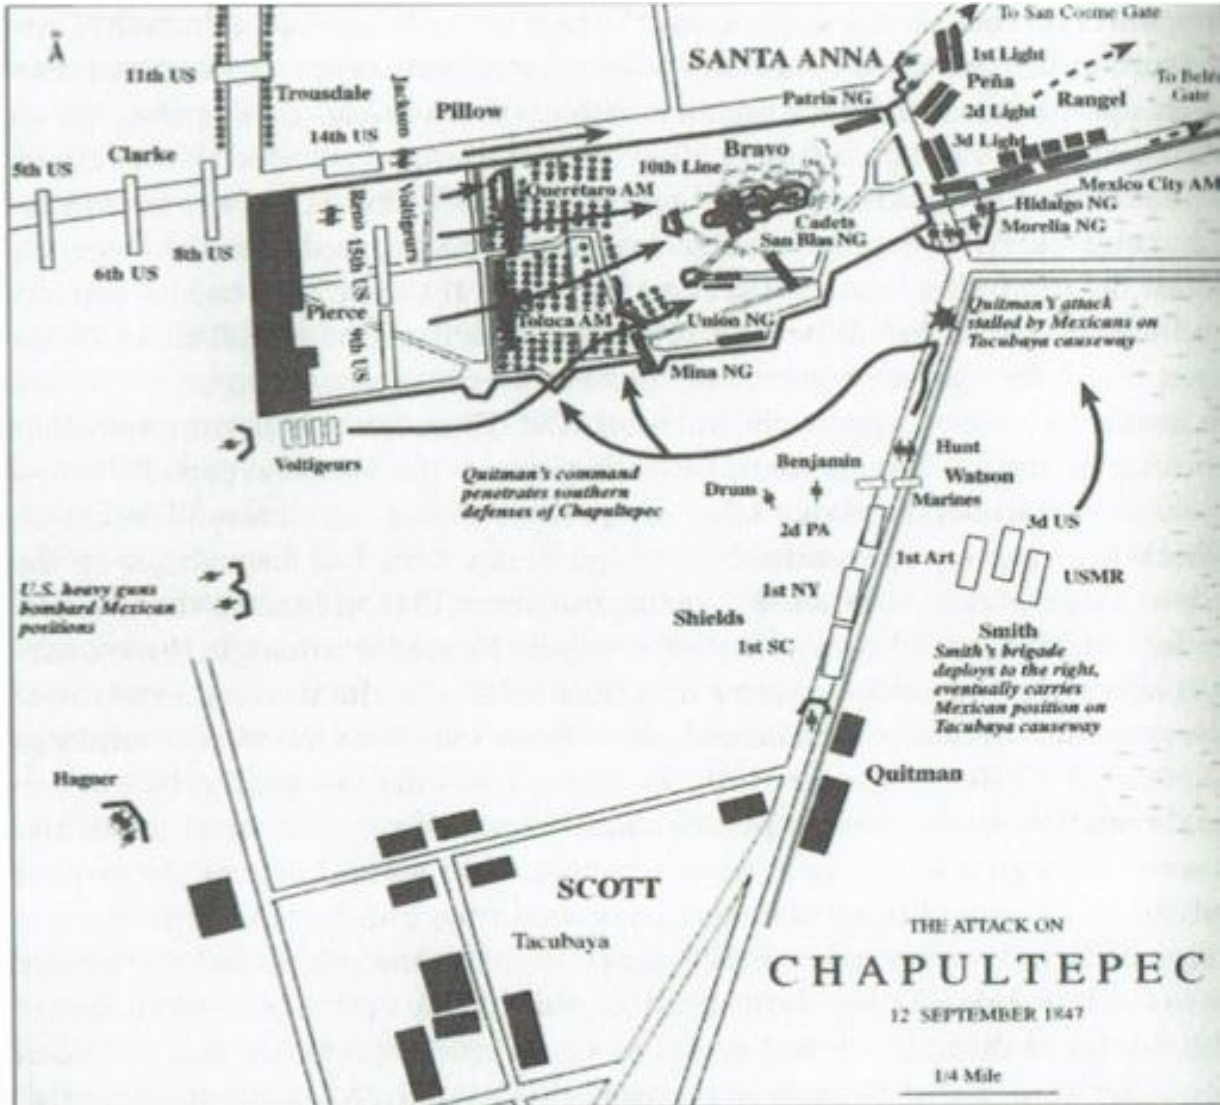 To San Cosme Gate
A
SANTA ANNA
1st Light
11th US
Peña
To Belén
Gate
Trousdale
Jackson
Pillow
Patria NG
2d Light
Rangel
14th US
3d Light
Clarke
Bravo
5th US
10th Line
Mexico City AM
Querétaro AM
Reno
Voltigeurs
Hidalgo NG
Cadets
Morelia NG
San Blas NG
15th US
8th US
6th US
Pierce
Quitman's attack
stalled by Mexicans on
Tacubaya causeway
Toluca AM
Unión NG
9th US
Mina NG
Voltigeurs
Quitman's command
penetrates southern
defenses of Chapultepec
Benjamin
Hunt
Drum
Watson
Marines
2d PA
3d US
1st Art
USMR
U.S. heavy guns
bombard Mexican
positions
1st NY
Shields
1st SC
Smith
Smith's brigade
deploys to the right,
eventually carries
Mexican position on
Tacubaya causeway
Hagner
Quitman
SCOTT
Tacubaya
THE ATTACK ON
CHAPULTEPEC
12 SEPTEMBER 1847
1/4 Mile